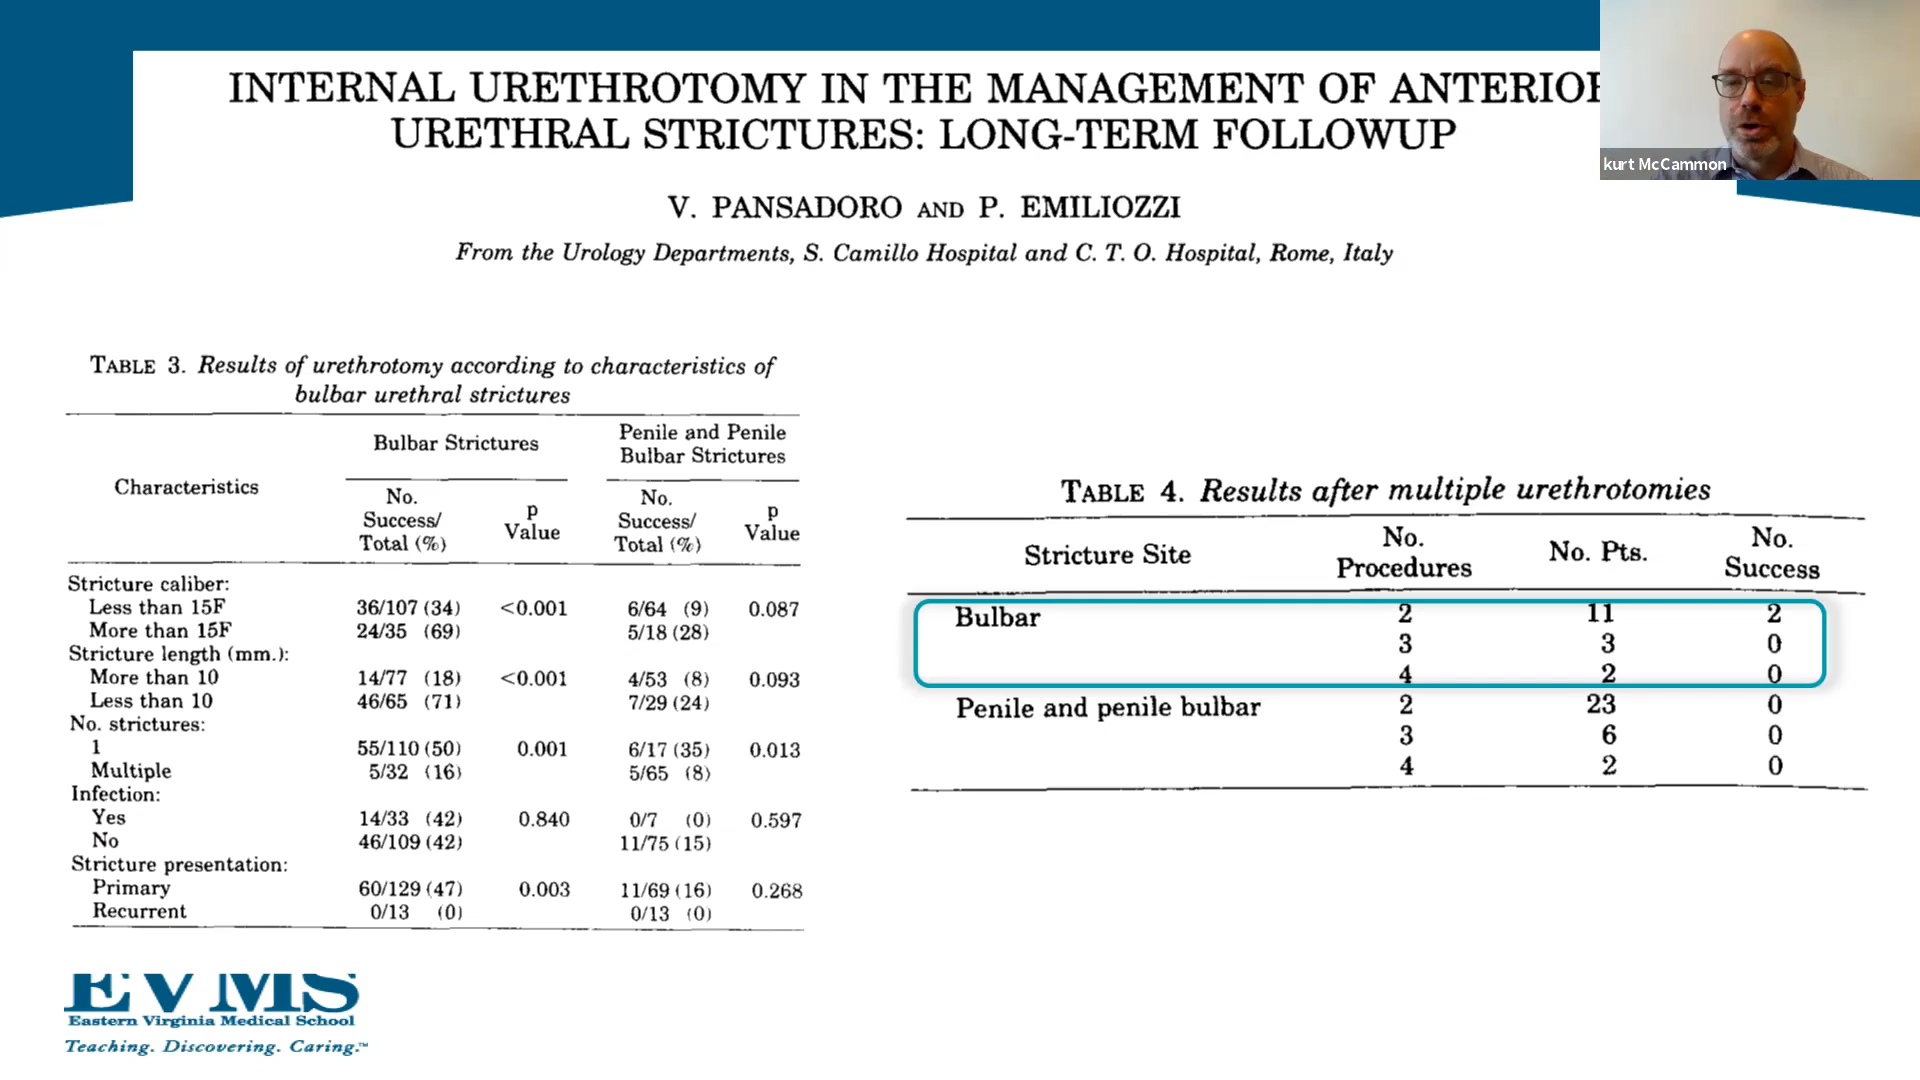 INTERNAL URETHROTOMY IN THE MANAGEMENT OF ANTERIOR
URETHRAL STRICTURES: LONG-TERM FOLLOWUP
kurt McCammon
V. PANSADORO AND P. EMILIOZZI
From the Urology Departments, S. Camillo Hospital and C. T. O. Hospital, Rome, Italy
TABLE 3. Results of urethrotomy according to characteristics of
bulbar urethral strictures
Characteristics
Bulbar Strictures
Penile and Penile
Bulbar Strictures
No.
Success/
Total (%)
p
Value
No.
Success/
Total (%)
p
Value
Stricture caliber:
Less than 15F 36/107 (34) <0.001 6/64 (9) 0.087
More than 15F 24/35 (69) 5/18 (28)
Stricture length (mm.):
More than 10 14/77 (18) <0.001 4/53 (8) 0.093
Less than 10 46/65 (71) 7/29 (24)
No. strictures:
1 55/110 (50) 0.001 6/17 (35) 0.013
Multiple 5/32 (16) 5/65 (8)
Infection:
Yes 14/33 (42) 0.840 0/7 (0) 0.597
No 46/109 (42) 11/75 (15)
Stricture presentation:
Primary 60/129 (47) 0.003 11/69 (16) 0.268
Recurrent 0/13 (0) 0/13 (0)
TABLE 4. Results after multiple urethrotomies
Stricture Site
No.
Procedures
No. Pts.
No.
Success
Bulbar 2 11 2
3 3 0
4 2 0
Penile and penile bulbar 2 23 0
3 6 0
4 2 0
EVMS
Eastern Virginia Medical School
Teaching. Discovering. Caring.™